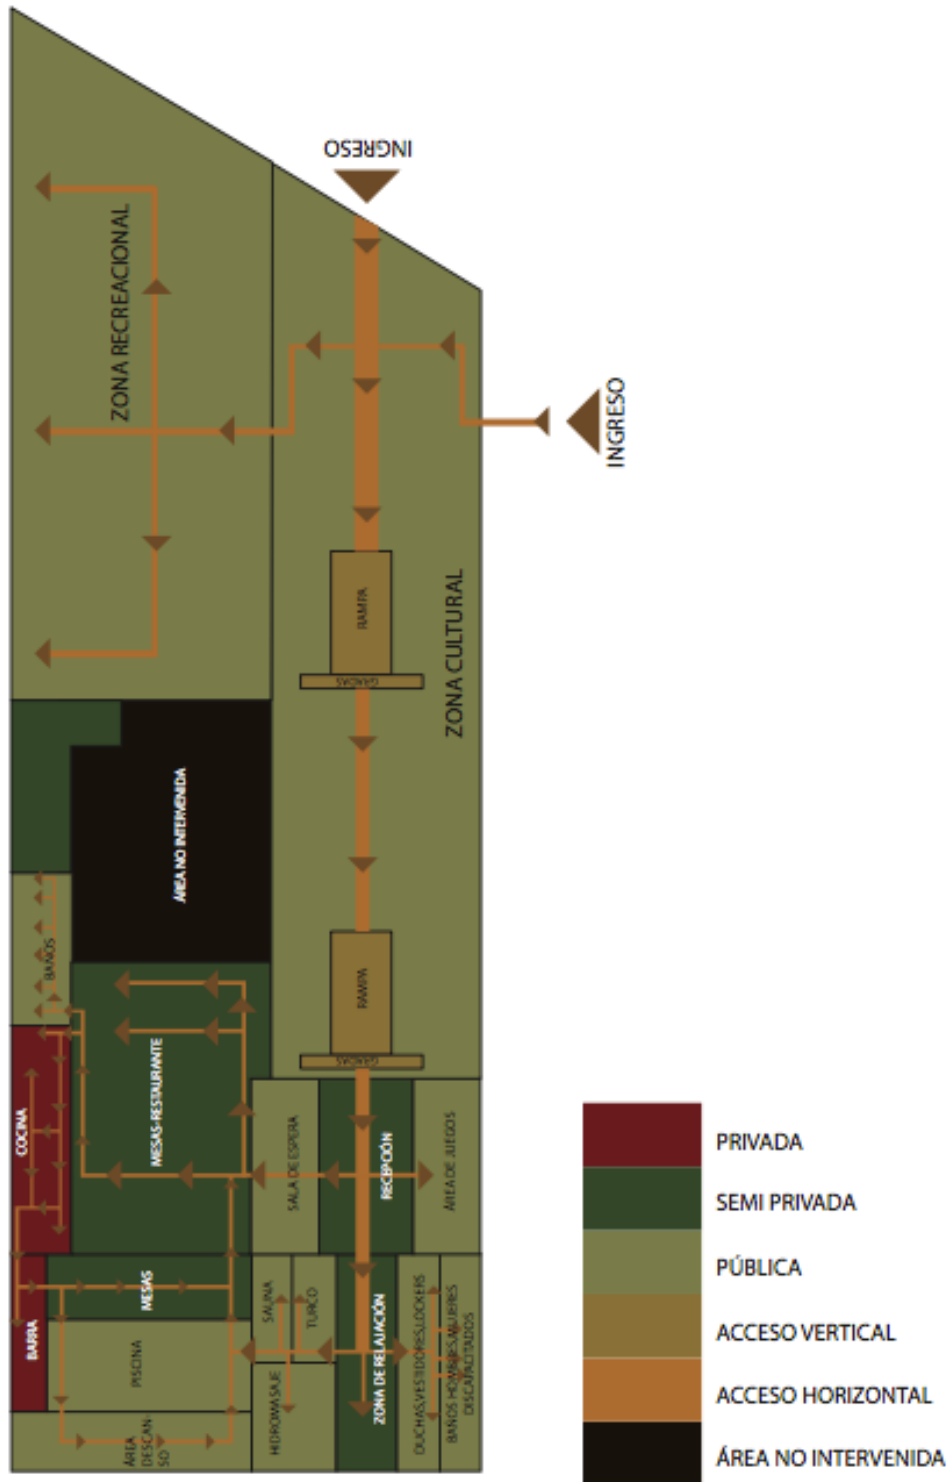 INGRESO
ZONA RECREACIONAL
INGRESO
RAMPA
GRADAS
ZONA CULTURAL
ÁREA NO INTERVENIDA
BAÑOS
RAMPA
GRADAS
MESAS-RESTAURANTE
COCINA
SALA DE ESPERA
RECEPCIÓN
ÁREA DE JUEGOS
BARRA
MESAS
PISCINA
ÁREA
DESCAN-
SO
SAUNA
TURCO
HIDROMASAJE
ZONA DE RELAJACIÓN
DUCHAS,VESTIDORES,LOCKERS
BAÑOS HOMBRES,MUJERES
DISCAPACITADOS
PRIVADA
SEMI PRIVADA
PÚBLICA
ACCESO VERTICAL
ACCESO HORIZONTAL
ÁREA NO INTERVENIDA